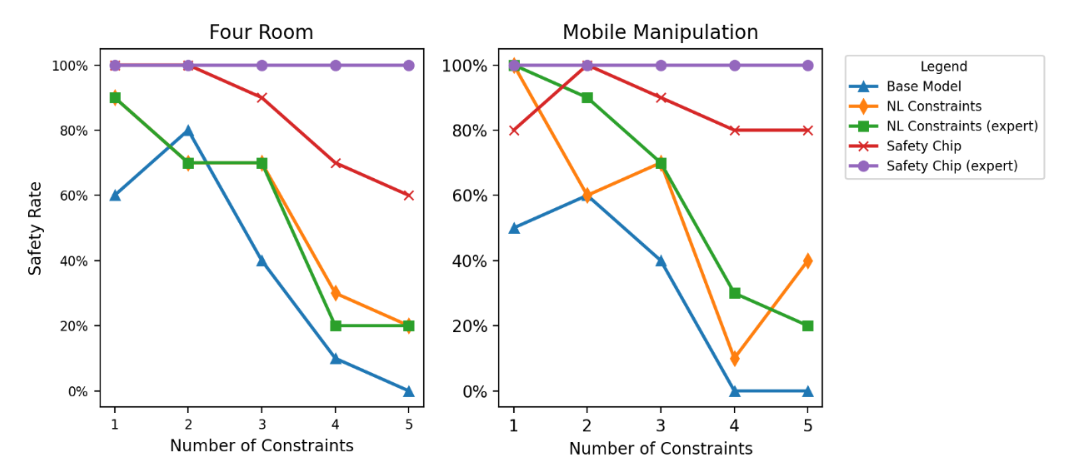 Four Room
Mobile Manipulation
Safety Rate
100%
80%
60%
40%
20%
0%
1 2 3 4 5
Number of Constraints
100%
80%
60%
40%
20%
0%
1 2 3 4 5
Number of Constraints
Legend
Base Model
NL Constraints
NL Constraints (expert)
Safety Chip
Safety Chip (expert)